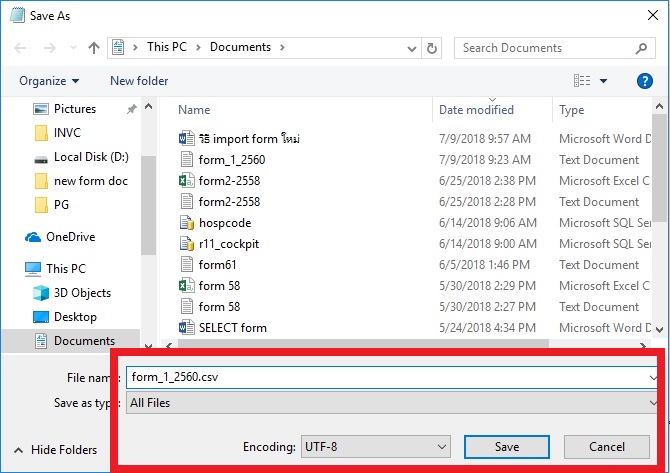 Save As
This PC > Documents >
Search Documents
Organize
New folder
Pictures
INVC
Local Disk (D:)
new form doc
PG
OneDrive
This PC
3D Objects
Desktop
Documents
Name Date modified Type
วิธี import form ใหม่ 7/9/2018 9:57 AM Microsoft Word D
form_1_2560 7/9/2018 9:23 AM Text Document
form2-2558 6/25/2018 2:38 PM Microsoft Excel C
form2-2558 6/25/2018 2:28 PM Text Document
hospcode 6/14/2018 9:06 AM Microsoft SQL Se
r11_cockpit 6/14/2018 9:00 AM Microsoft SQL Se
form61 6/5/2018 1:46 PM Text Document
form 58 5/30/2018 2:29 PM Microsoft Excel C
form 58 5/30/2018 2:27 PM Text Document
SELECT form 5/24/2018 4:34 PM Microsoft Word D
File name: form_1_2560.csv
Save as type: All Files
Hide Folders
Encoding: UTF-8 Save Cancel